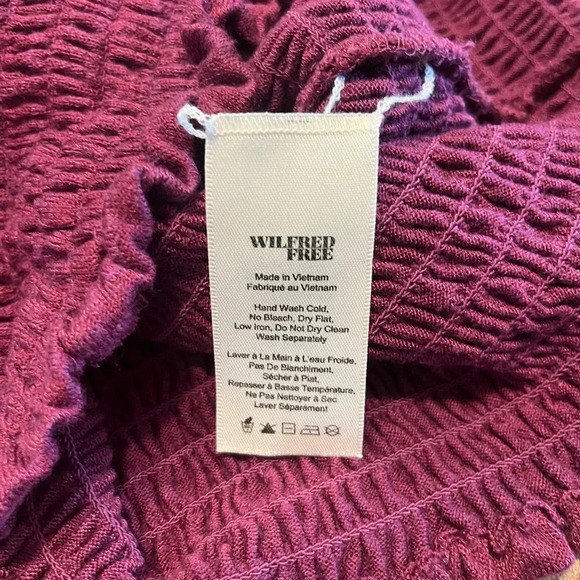 WILFRED
FREE
Made in Vietnam
Fabriqué au Vietnam
Hand Wash Cold,
No Bleach, Dry Flat,
Low Iron, Do Not Dry Clean
Wash Separately
Laver à La Main à L'eau Froide,
Pas De Blanchiment,
Sécher à Plat,
Repasser à Basse Température,
Ne Pas Nettoyer à Sec
Laver Séparément